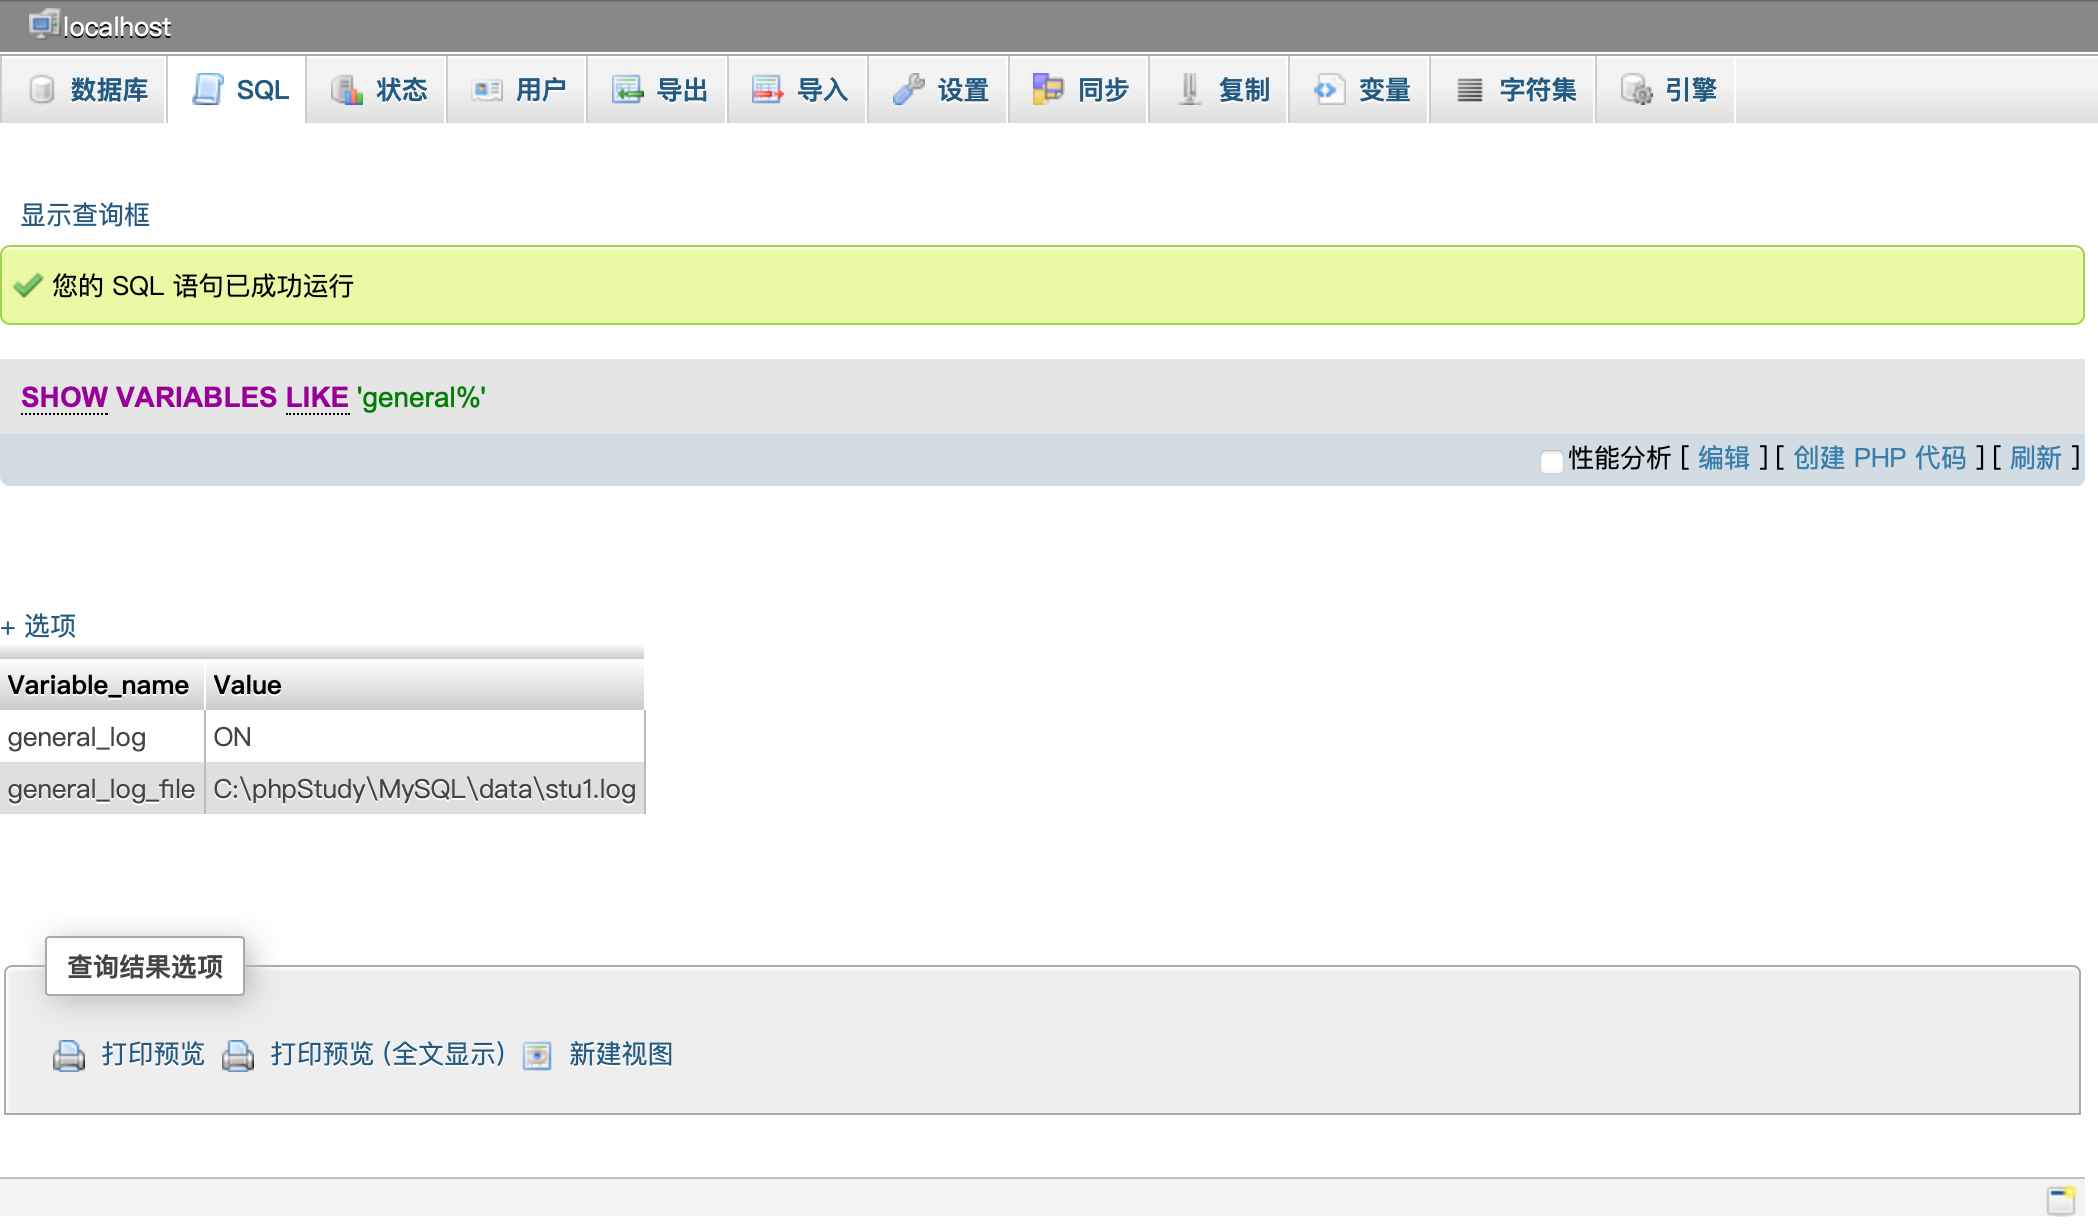 localhost
数据库 SQL 状态 用户 导出 导入 设置 同步 复制 变量 字符集 引擎
显示查询框
您的 SQL 语句已成功运行
SHOW VARIABLES LIKE 'general%'
性能分析 [ 编辑 ] [ 创建 PHP 代码 ] [ 刷新 ]
+ 选项
Variable_name Value
general_log ON
general_log_file C:\phpStudy\MySQL\data\stu1.log
查询结果选项
打印预览 打印预览 (全文显示) 新建视图